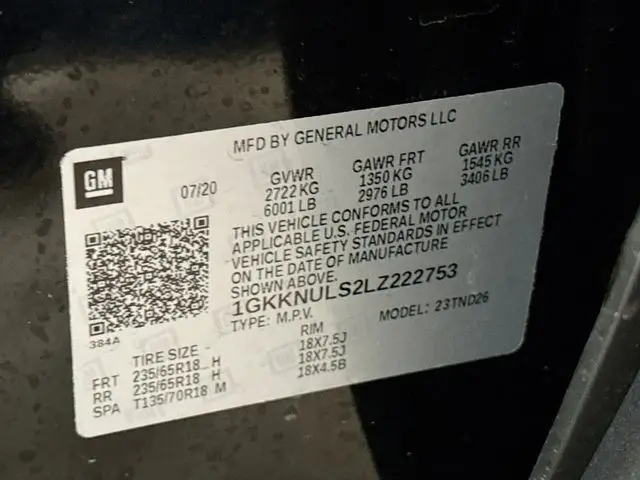 MFD BY GENERAL MOTORS LLC
GM
07/20
GVWR GAWR FRT GAWR RR
2722 KG 1350 KG 1545 KG
6001 LB 2976 LB 3406 LB
THIS VEHICLE CONFORMS TO ALL
APPLICABLE U.S. FEDERAL MOTOR
VEHICLE SAFETY STANDARDS IN EFFECT
ON THE DATE OF MANUFACTURE
SHOWN ABOVE.
1GKKNULS2LZ222753
TYPE: M.P.V. MODEL: 23TND26
384A
TIRE SIZE RIM
FRT 235/65R18 H 18X7.5J
RR 235/65R18 H 18X7.5J
SPA T135/70R18 M 18X4.5B